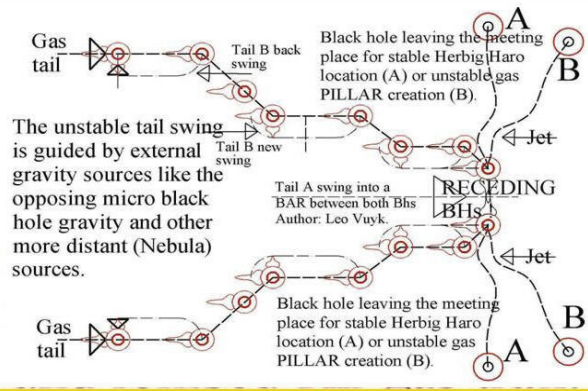 Gas
tail
Tail B back
swing
Black hole leaving the meeting
place for stable Herbig Haro
location (A) or unstable gas
PILLAR creation (B).
A
B
The unstable tail swing
is guided by external
gravity sources like the
opposing micro black
hole gravity and other
more distant (Nebula)
sources.
Tail B new
swing
Jet
Tail A swing into a
BAR between both Bhs
Author: Leo Vuyk.
RECEDING
BHs
Jet
Black hole leaving the meeting
place for stable Herbig Haro
location (A) or unstable gas
PILLAR creation (B).
Gas
tail
A
B